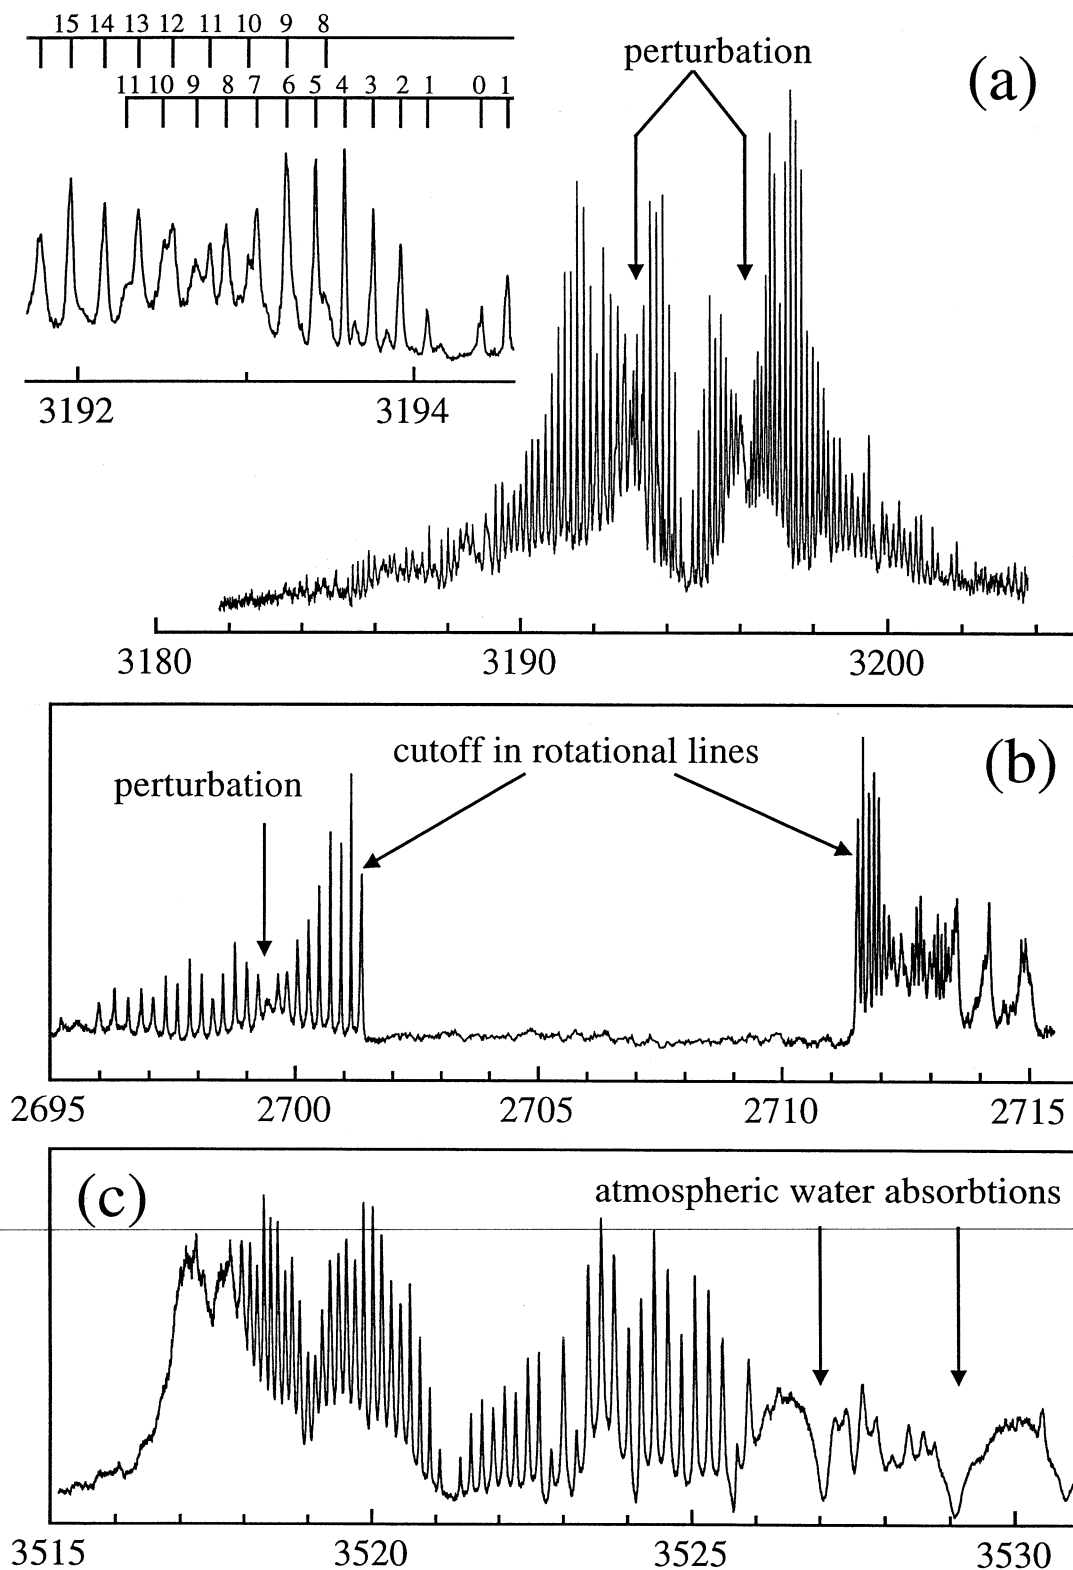 15 14 13 12 11 10 9 8
11 10 9 8 7 6 5 4 3 2 1 0 1
3192 3194
perturbation
(a)
3180 3190 3200
perturbation
cutoff in rotational lines
(b)
2695 2700 2705 2710 2715
(c)
atmospheric water absorbtions
3515 3520 3525 3530